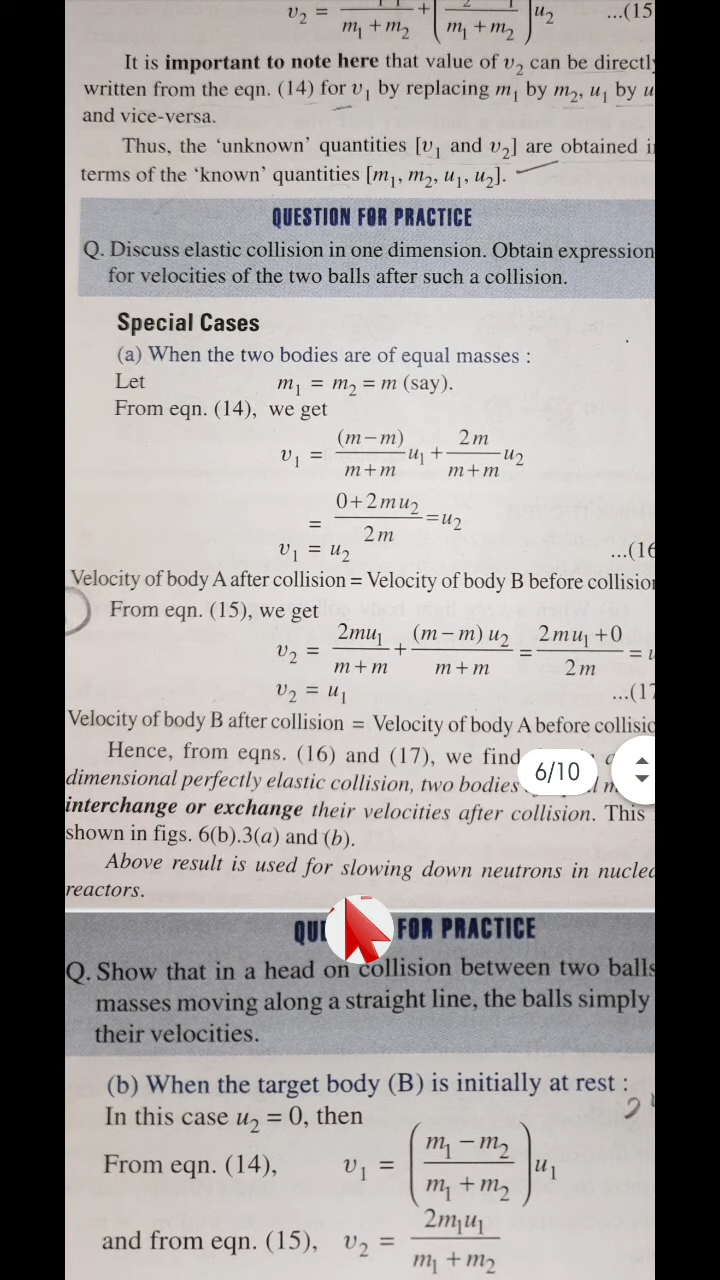 v₂ = m₁+m₂ + ( m₁+m₂ ) u₂ ...(15
It is important to note here that value of v₂ can be directly
written from the eqn. (14) for v₁ by replacing m₁ by m₂, u₁ by u
and vice-versa.
Thus, the 'unknown' quantities [v₁ and v₂] are obtained i
terms of the 'known' quantities [m₁, m₂, u₁, u₂].
QUESTION FOR PRACTICE
Q. Discuss elastic collision in one dimension. Obtain expression
for velocities of the two balls after such a collision.
Special Cases
(a) When the two bodies are of equal masses :
Let m₁ = m₂ = m (say).
From eqn. (14), we get
v₁ = (m−m)/(m+m) u₁ + 2m/(m+m) u₂
= (0+2mu₂)/2m = u₂
v₁ = u₂ ...(16
Velocity of body A after collision = Velocity of body B before collision
From eqn. (15), we get
v₂ = 2mu₁/(m+m) + (m−m)u₂/(m+m) = (2mu₁+0)/2m = u
v₂ = u₁ ...(17
Velocity of body B after collision = Velocity of body A before collisic
Hence, from eqns. (16) and (17), we find
dimensional perfectly elastic collision, two bodies
6/10
interchange or exchange their velocities after collision. This
shown in figs. 6(b).3(a) and (b).
Above result is used for slowing down neutrons in nuclea
reactors.
FOR PRACTICE
Q. Show that in a head on collision between two balls
masses moving along a straight line, the balls simply
their velocities.
(b) When the target body (B) is initially at rest :
In this case u₂ = 0, then
From eqn. (14), v₁ = ((m₁−m₂)/(m₁+m₂)) u₁
and from eqn. (15), v₂ = 2m₁u₁/(m₁+m₂)